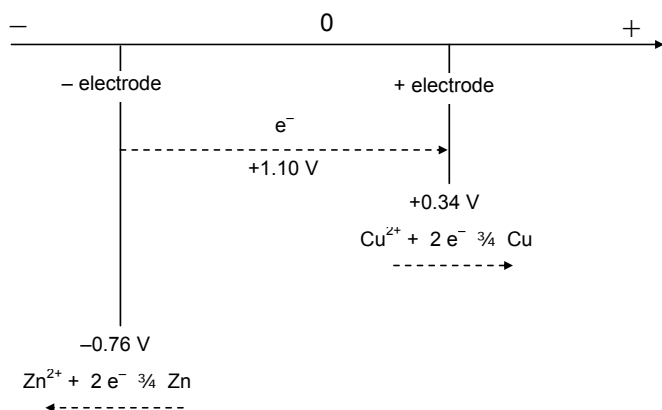 – 0 +
– electrode + electrode
e⁻
+1.10 V
+0.34 V
Cu²⁺ + 2 e⁻ ¾ Cu
–0.76 V
Zn²⁺ + 2 e⁻ ¾ Zn